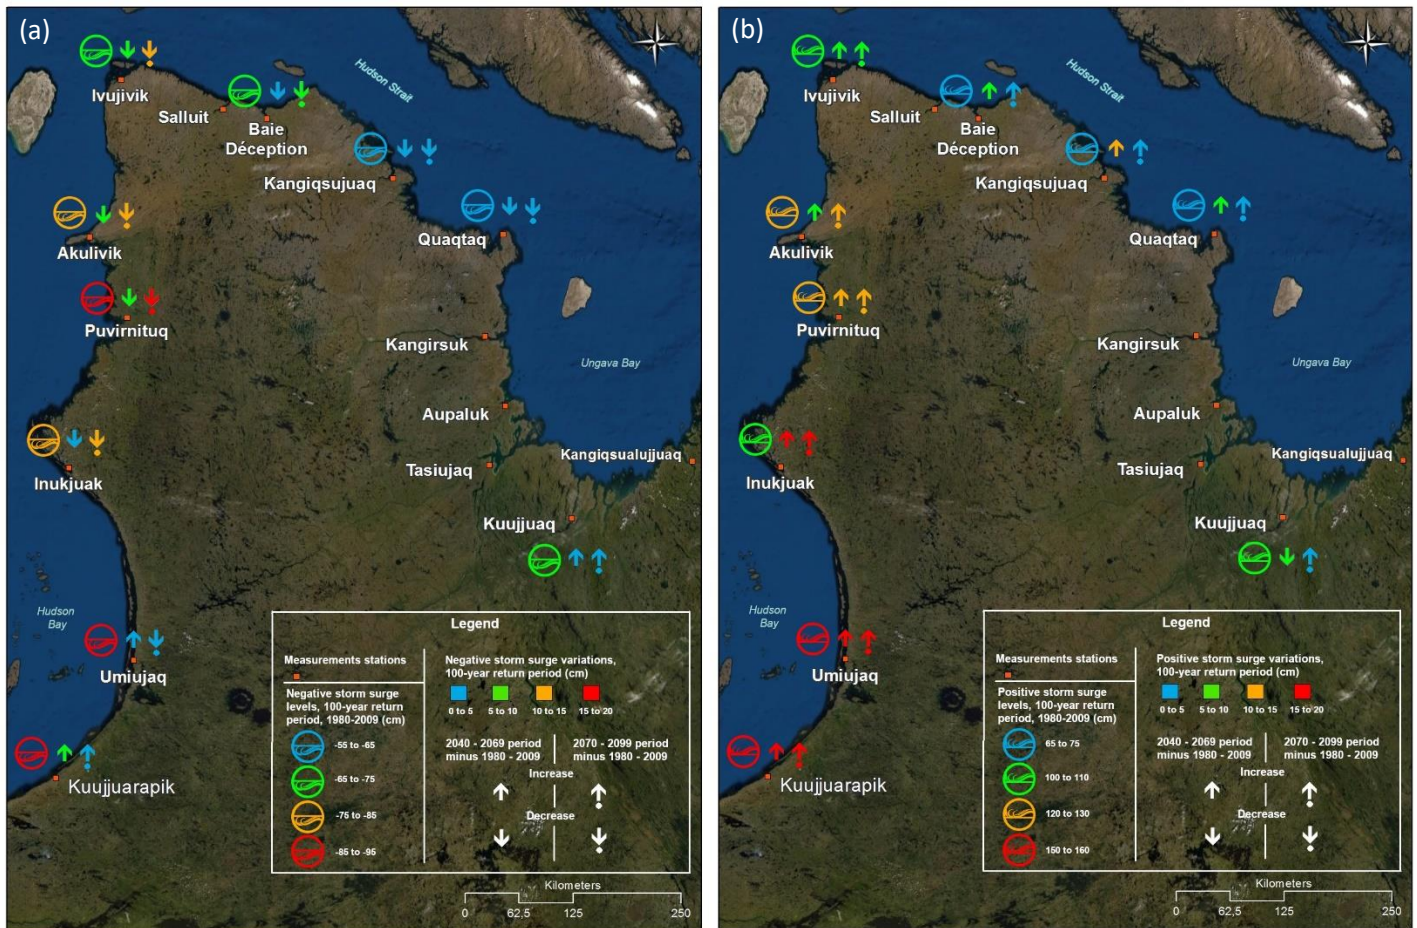 (a)
Hudson Strait
Ivujivik
Salluit
Baie
Déception
Kangiqsujuaq
Quaqtaq
Akulivik
Puvirnituq
Kangirsuk
Ungava Bay
Aupaluk
Kangiqsualujjuaq
Tasiujaq
Inukjuak
Kuujjuaq
Hudson
Bay
Umiujaq
Kuujjuarapik
Legend
Measurements stations
Negative storm surge
levels, 100-year return
period, 1980-2009 (cm)
-55 to -65
-65 to -75
-75 to -85
-85 to -95
Negative storm surge variations,
100-year return period (cm)
0 to 5 5 to 10 10 to 15 15 to 20
2040 - 2069 period
minus 1980 - 2009
2070 - 2099 period
minus 1980 - 2009
Increase
Decrease
Kilometers
0 62,5 125 250
(b)
Hudson Strait
Ivujivik
Salluit
Baie
Déception
Kangiqsujuaq
Quaqtaq
Akulivik
Puvirnituq
Kangirsuk
Ungava Bay
Aupaluk
Kangiqsualujjuaq
Tasiujaq
Inukjuak
Kuujjuaq
Hudson
Bay
Umiujaq
Kuujjuarapik
Legend
Measurements stations
Positive storm surge
levels, 100-year return
period, 1980-2009 (cm)
65 to 75
100 to 110
120 to 130
150 to 160
Positive storm surge variations,
100-year return period (cm)
0 to 5 5 to 10 10 to 15 15 to 20
2040 - 2069 period
minus 1980 - 2009
2070 - 2099 period
minus 1980 - 2009
Increase
Decrease
Kilometers
0 62,5 125 250